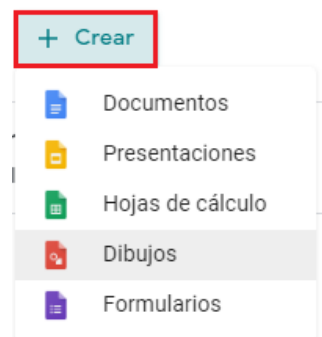 + Crear
Documentos
Presentaciones
Hojas de cálculo
Dibujos
Formularios